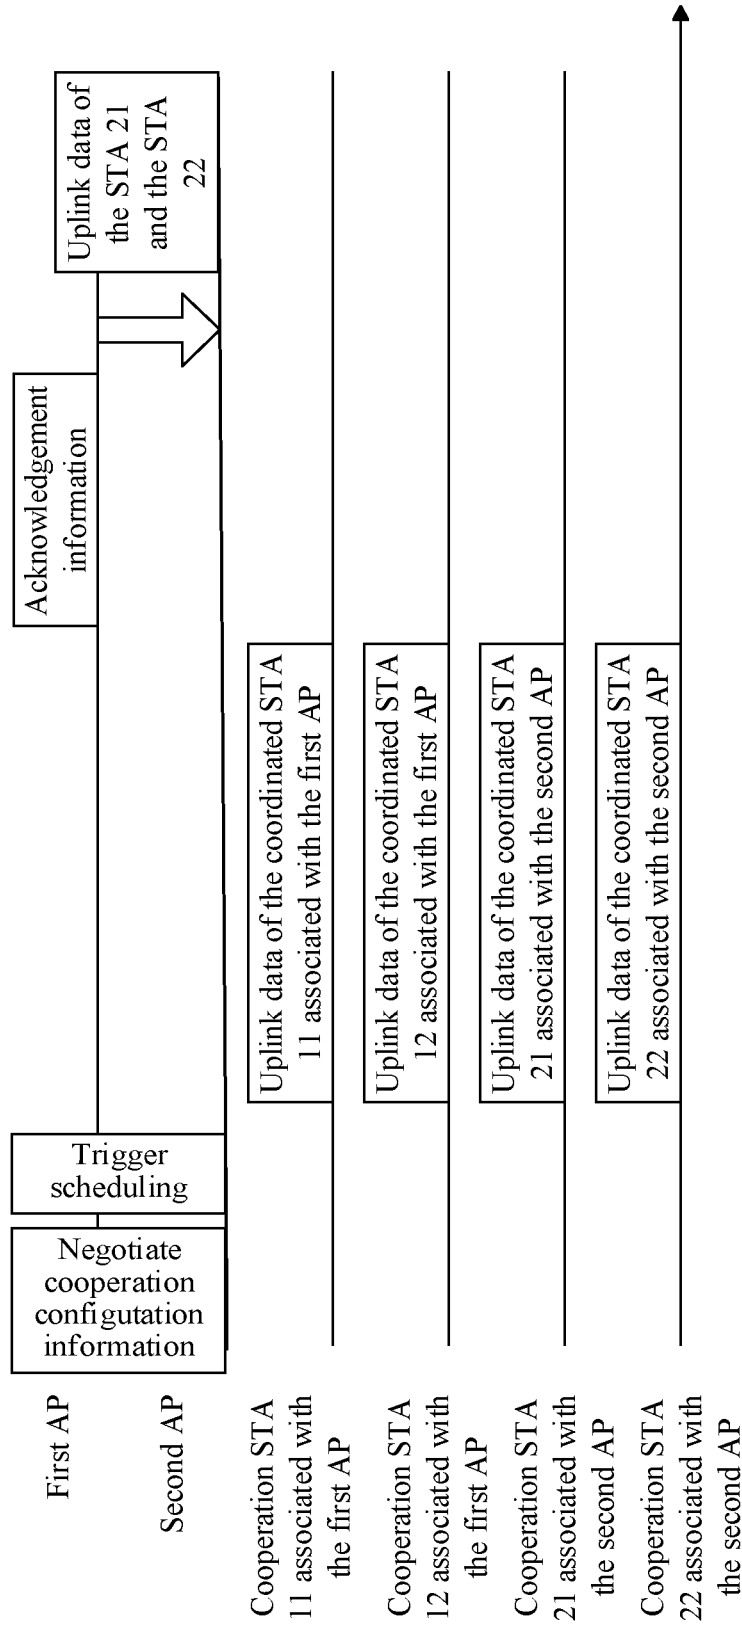 First AP
Negotiate
cooperation
configutation
information
Trigger
scheduling
Acknowledgement
information
Uplink data of
the STA 21
and the STA
22
Second AP
Cooperation STA
11 associated with
the first AP
Uplink data of the coordinated STA
11 associated with the first AP
Cooperation STA
12 associated with
the first AP
Uplink data of the coordinated STA
12 associated with the first AP
Cooperation STA
21 associated with
the second AP
Uplink data of the coordinated STA
21 associated with the second AP
Cooperation STA
22 associated with
the second AP
Uplink data of the coordinated STA
22 associated with the second AP